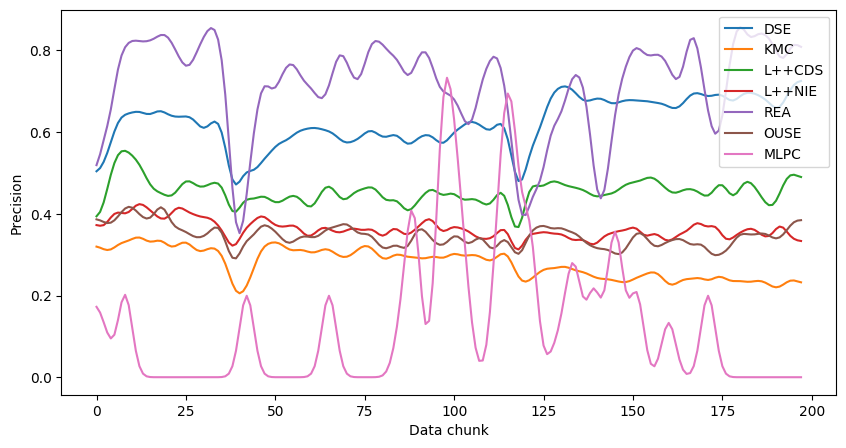 DSE
KMC
L++CDS
L++NIE
REA
OUSE
MLPC
Precision
0.8
0.6
0.4
0.2
0.0
0 25 50 75 100 125 150 175 200
Data chunk